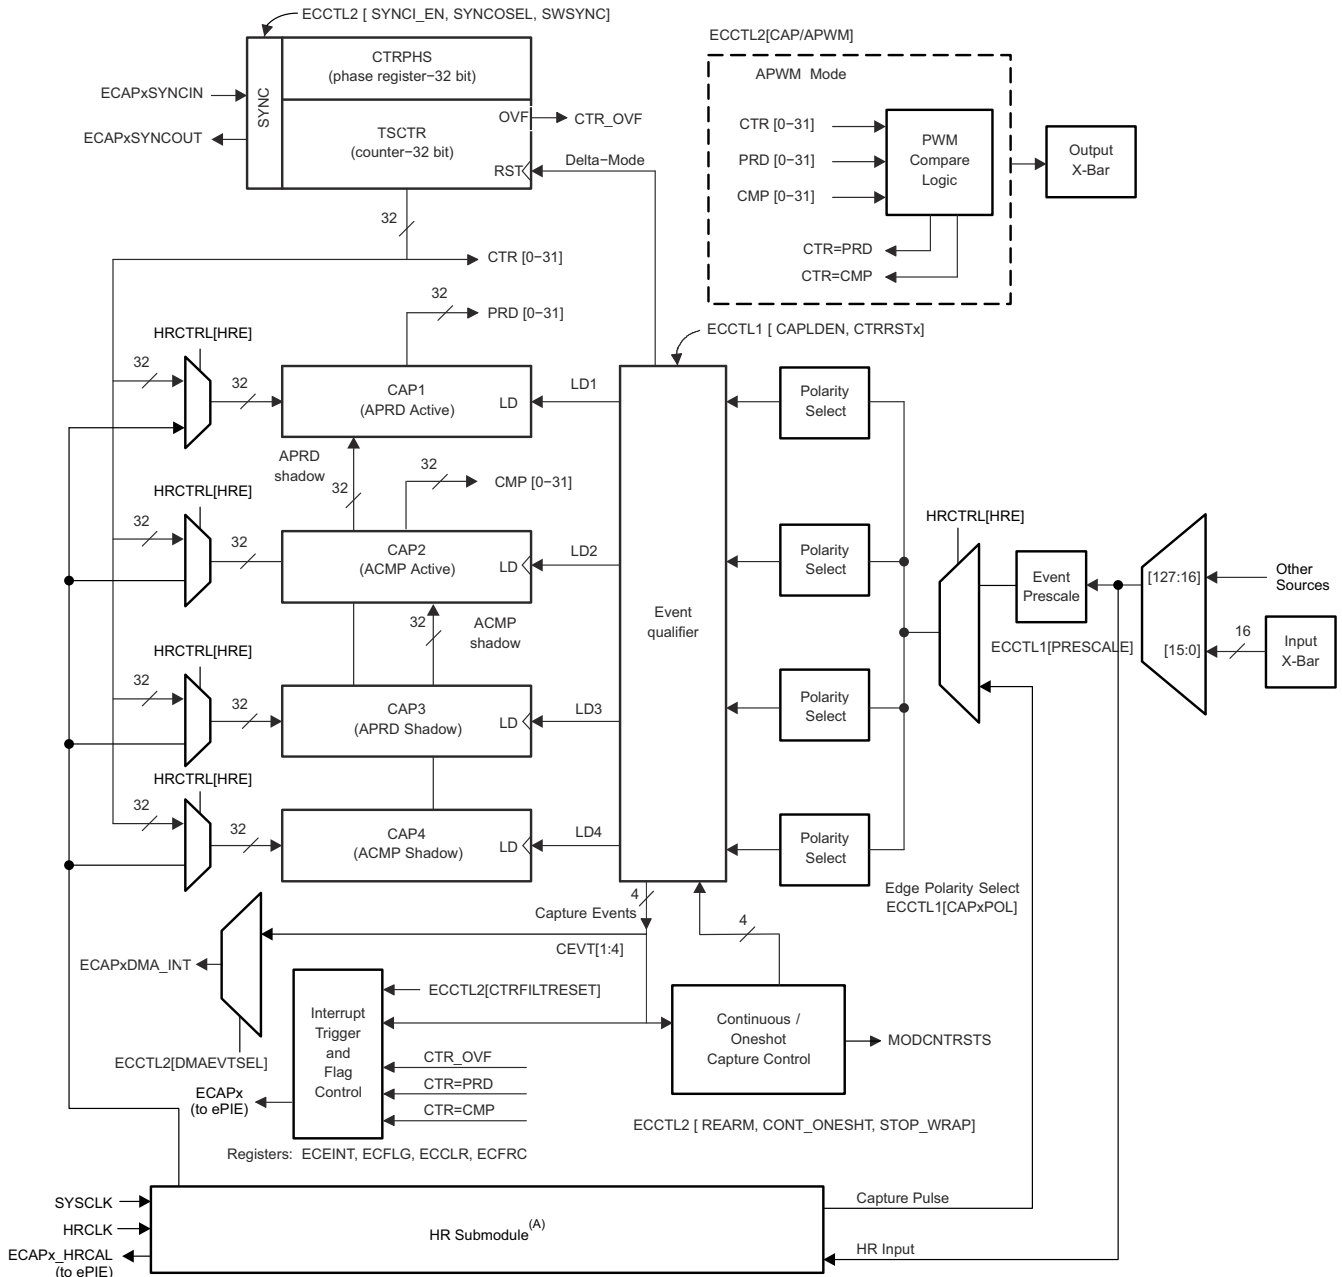 ECCTL2 [ SYNCI_EN, SYNCOSEL, SWSYNC]
SYNC
CTRPHS
(phase register−32 bit)
ECAPxSYNCIN
ECAPxSYNCOUT
TSCTR
(counter−32 bit)
OVF
CTR_OVF
RST
Delta−Mode
ECCTL2[CAP/APWM]
APWM Mode
CTR [0−31]
PRD [0−31]
CMP [0−31]
PWM
Compare
Logic
CTR=PRD
CTR=CMP
Output
X-Bar
32
CTR [0−31]
32
PRD [0−31]
ECCTL1 [ CAPLDEN, CTRRSTx]
HRCTRL[HRE]
32
32
CAP1
(APRD Active)
LD
LD1
Polarity
Select
APRD
shadow
32
32
CMP [0−31]
HRCTRL[HRE]
32
32
CAP2
(ACMP Active)
LD
LD2
Polarity
Select
32
ACMP
shadow
Event
qualifier
HRCTRL[HRE]
Event
Prescale
ECCTL1[PRESCALE]
[127:16]
Other
Sources
[15:0]
16
Input
X-Bar
HRCTRL[HRE]
32
32
CAP3
(APRD Shadow)
LD
LD3
Polarity
Select
HRCTRL[HRE]
32
32
CAP4
(ACMP Shadow)
LD
LD4
Polarity
Select
Edge Polarity Select
ECCTL1[CAPxPOL]
4
Capture Events
CEVT[1:4]
4
ECAPxDMA_INT
ECCTL2[DMAEVTSEL]
Interrupt
Trigger
and
Flag
Control
ECCTL2[CTRFILTRESET]
CTR_OVF
CTR=PRD
CTR=CMP
ECAPx
(to ePIE)
Continuous /
Oneshot
Capture Control
MODCNTRSTS
ECCTL2 [ REARM, CONT_ONESHT, STOP_WRAP]
Registers: ECEINT, ECFLG, ECCLR, ECFRC
SYSCLK
HRCLK
ECAPx_HRCAL
(to ePIE)
HR Submodule(A)
Capture Pulse
HR Input